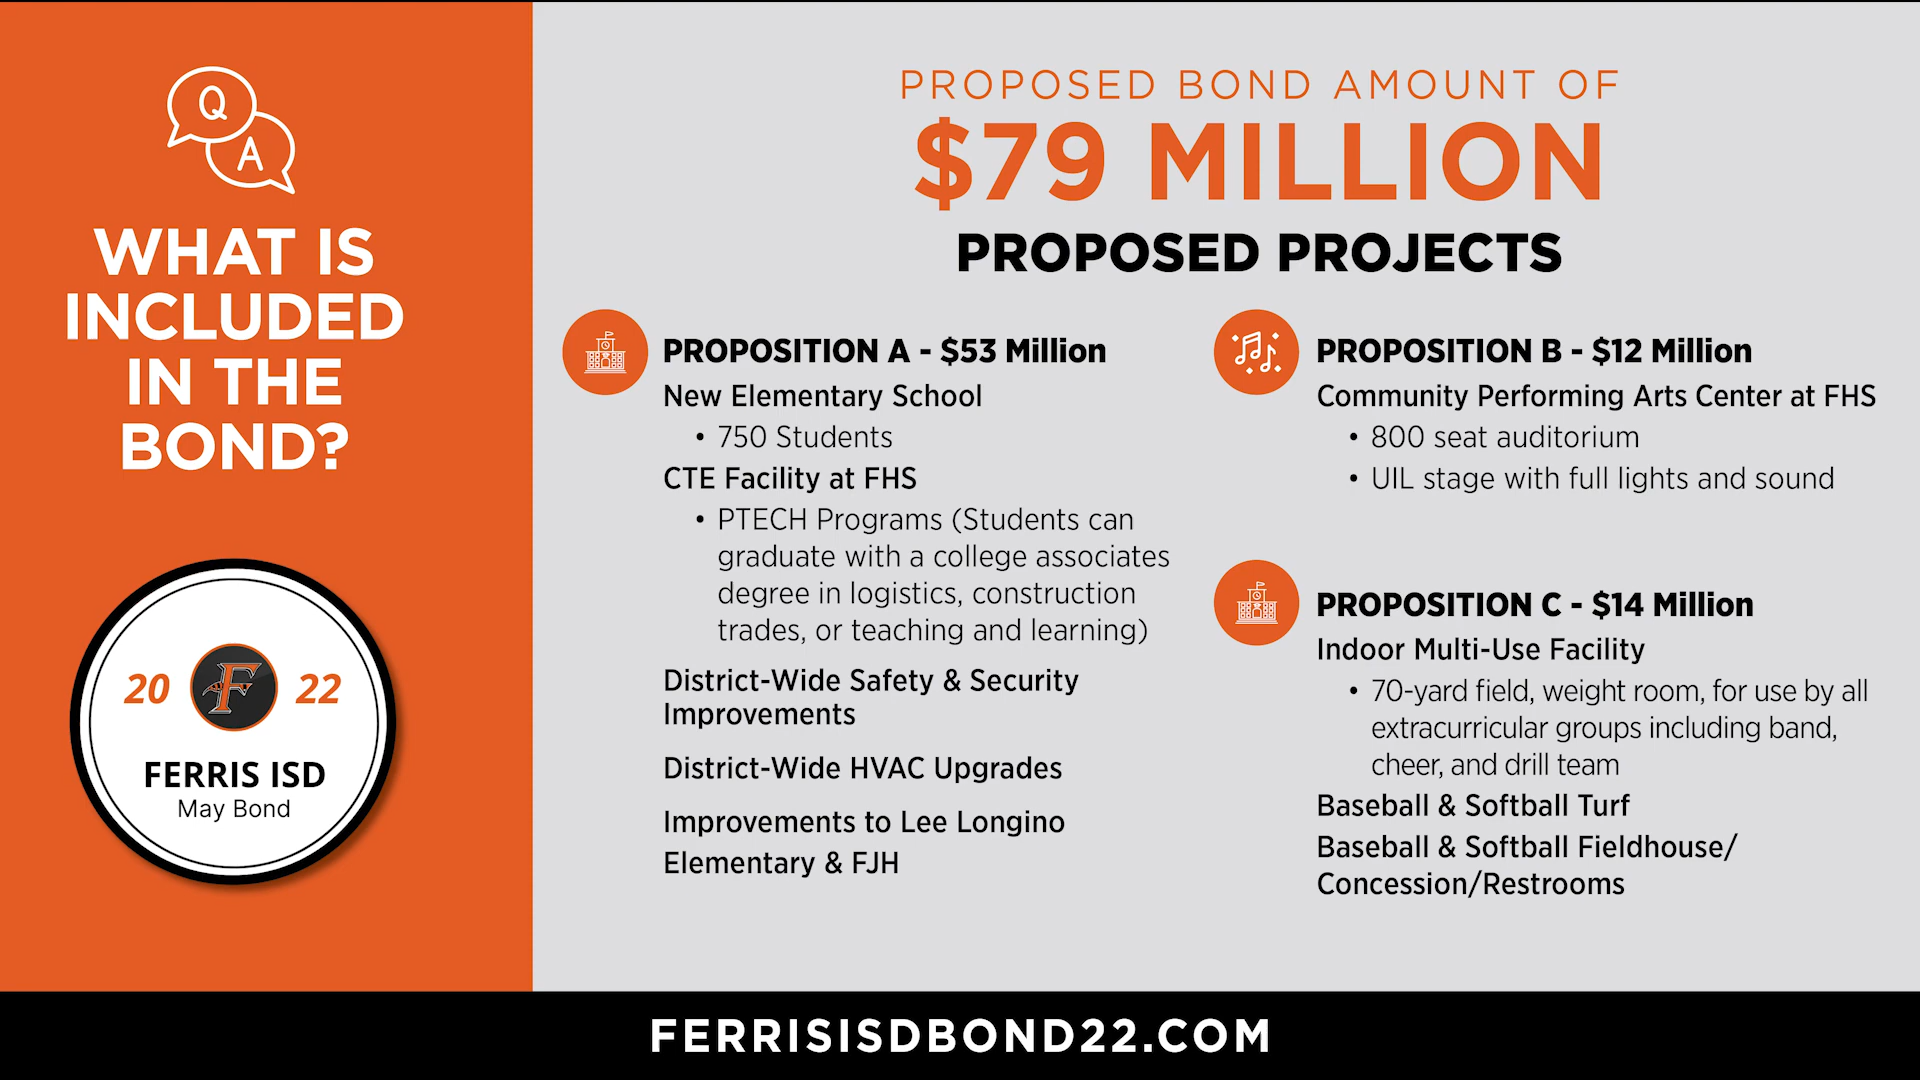 Q
A
WHAT IS
INCLUDED
IN THE
BOND?
20 F 22
FERRIS ISD
May Bond
PROPOSED BOND AMOUNT OF
$79 MILLION
PROPOSED PROJECTS
PROPOSITION A - $53 Million
New Elementary School
• 750 Students
CTE Facility at FHS
• PTECH Programs (Students can
graduate with a college associates
degree in logistics, construction
trades, or teaching and learning)
District-Wide Safety & Security
Improvements
District-Wide HVAC Upgrades
Improvements to Lee Longino
Elementary & FJH
PROPOSITION B - $12 Million
Community Performing Arts Center at FHS
• 800 seat auditorium
• UIL stage with full lights and sound
PROPOSITION C - $14 Million
Indoor Multi-Use Facility
• 70-yard field, weight room, for use by all
extracurricular groups including band,
cheer, and drill team
Baseball & Softball Turf
Baseball & Softball Fieldhouse/
Concession/Restrooms
FERRISISDBOND22.COM